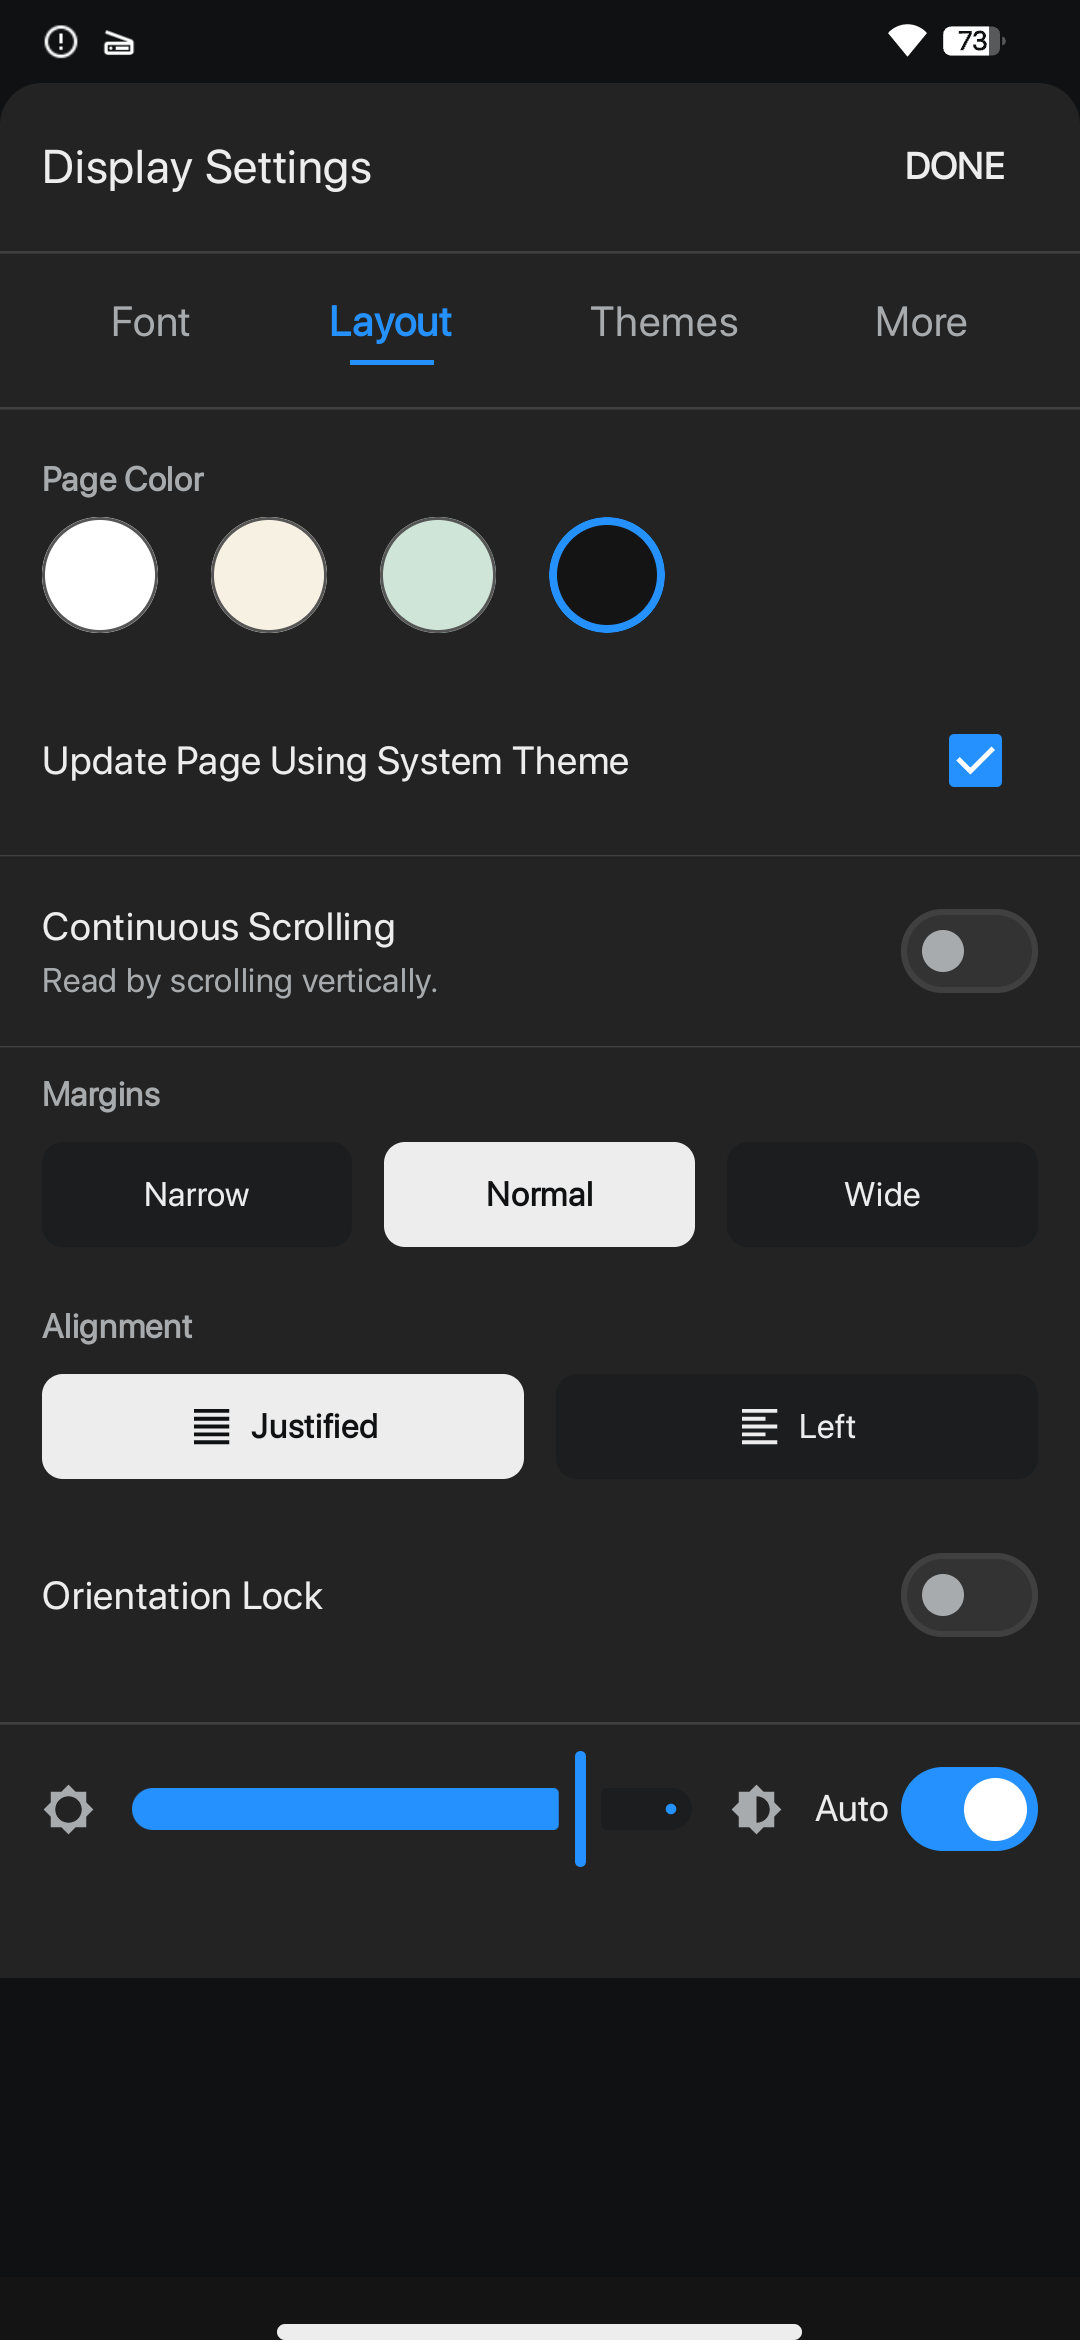 73
Display Settings
DONE
Font
Layout
Themes
More
Page Color
Update Page Using System Theme
Continuous Scrolling
Read by scrolling vertically.
Margins
Narrow
Normal
Wide
Alignment
Justified
Left
Orientation Lock
Auto